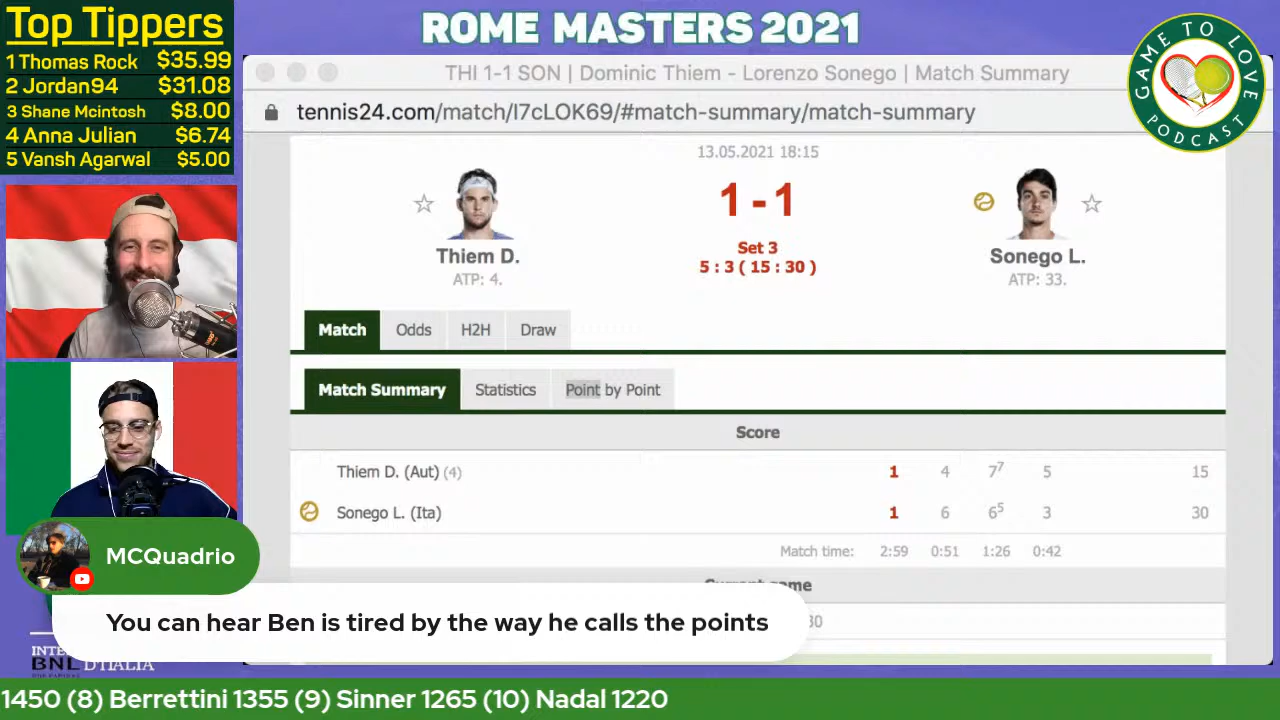 Top Tippers
1 Thomas Rock $35.99
2 Jordan94 $31.08
3 Shane Mcintosh $8.00
4 Anna Julian $6.74
5 Vansh Agarwal $5.00
ROME MASTERS 2021
GAME TO LOVE
PODCAST
THI 1-1 SON | Dominic Thiem - Lorenzo Sonego | Match Summary
tennis24.com/match/I7cLOK69/#match-summary/match-summary
13.05.2021 18:15
1 - 1
Set 3
5 : 3 ( 15 : 30 )
Thiem D.
ATP: 4.
Sonego L.
ATP: 33.
Match Odds H2H Draw
Match Summary Statistics Point by Point
Score
Thiem D. (Aut) (4) 1 4 7⁷ 5 15
Sonego L. (Ita) 1 6 6⁵ 3 30
Match time: 2:59 0:51 1:26 0:42
Current game
30
MCQuadrio
You can hear Ben is tired by the way he calls the points
BNL D'ITALIA
1450 (8) Berrettini 1355 (9) Sinner 1265 (10) Nadal 1220